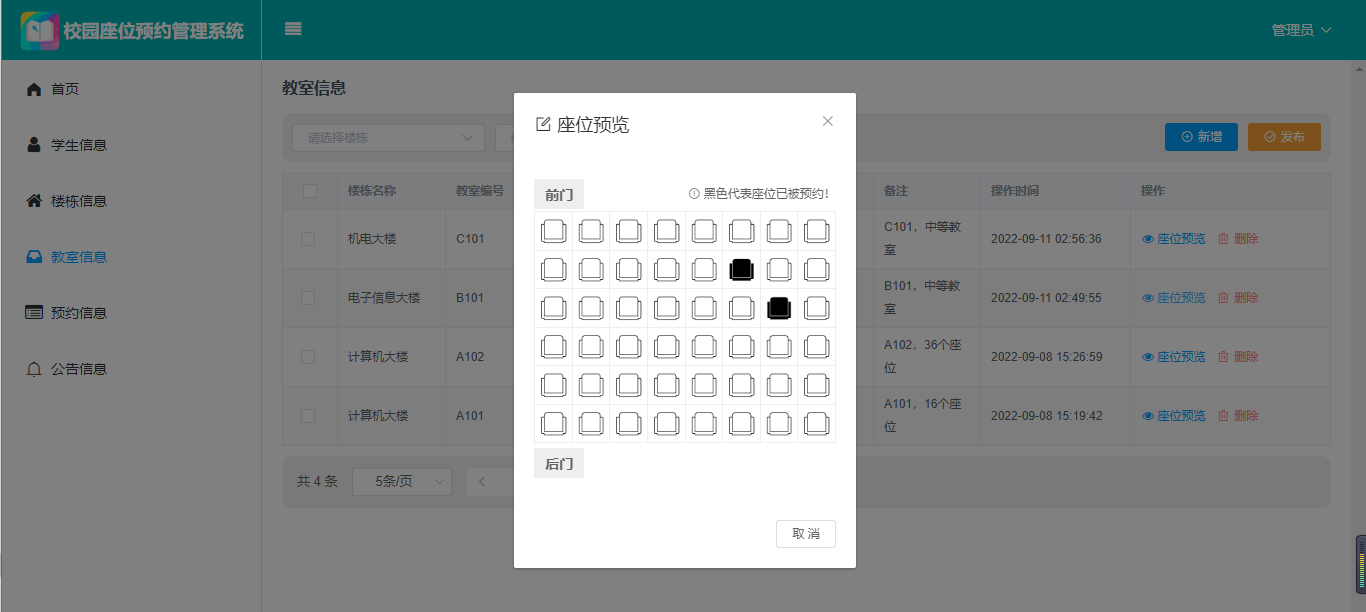 校园座位预约管理系统
管理员
首页
学生信息
楼栋信息
教室信息
预约信息
公告信息
教室信息
请选择楼栋
新增
发布
楼栋名称 教室编号 备注 操作时间 操作
机电大楼 C101 C101，中等教室 2022-09-11 02:56:36 座位预览 删除
电子信息大楼 B101 B101，中等教室 2022-09-11 02:49:55 座位预览 删除
计算机大楼 A102 A102，36个座位 2022-09-08 15:26:59 座位预览 删除
计算机大楼 A101 A101，16个座位 2022-09-08 15:19:42 座位预览 删除
共 4 条 5条/页
座位预览
前门
黑色代表座位已被预约!
后门
取 消